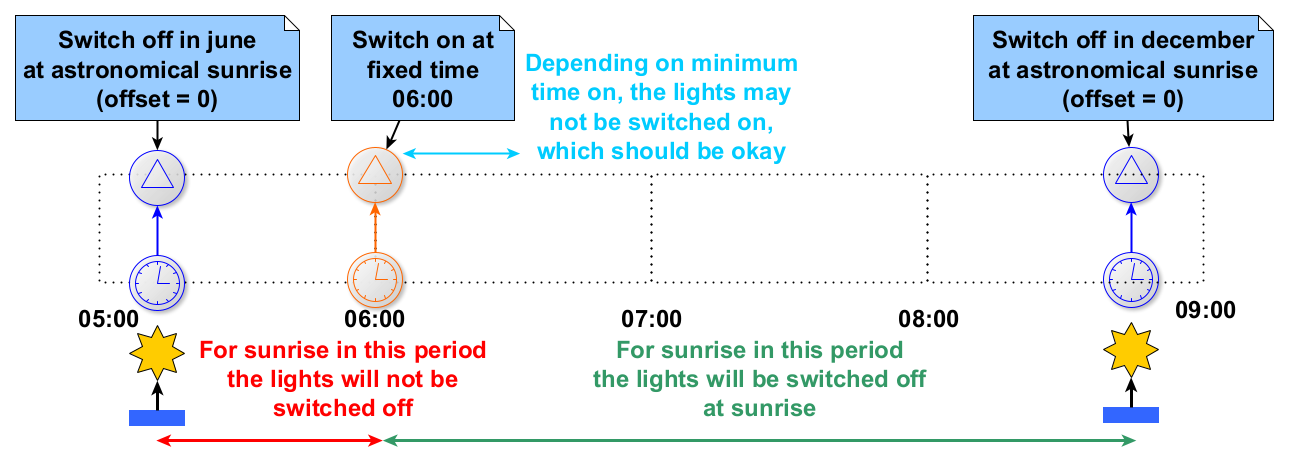 Switch off in june
at astronomical sunrise
(offset = 0)
Switch on at
fixed time
06:00
Depending on minimum
time on, the lights may
not be switched on,
which should be okay
Switch off in december
at astronomical sunrise
(offset = 0)
05:00
06:00
07:00
08:00
09:00
For sunrise in this period
the lights will not be
switched off
For sunrise in this period
the lights will be switched off
at sunrise